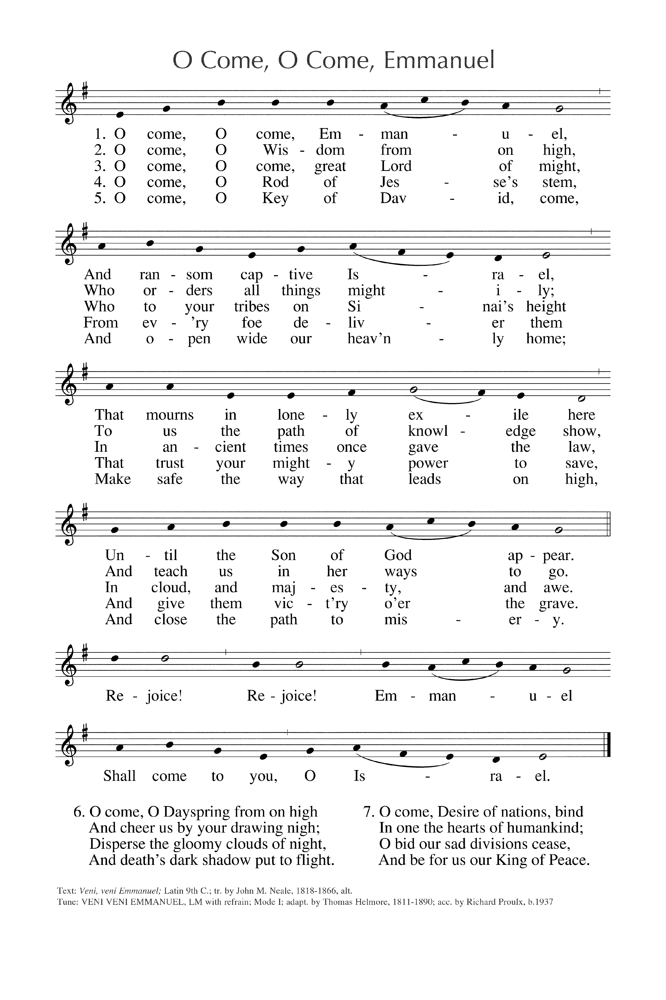 O Come, O Come, Emmanuel
1. O come, O come, Em - man - u - el,
2. O come, O Wis - dom from on high,
3. O come, O come, great Lord of might,
4. O come, O Rod of Jes - se's stem,
5. O come, O Key of Dav - id, come,
And ran - som cap - tive Is - ra - el,
Who or - ders all things might - i - ly;
Who to your tribes on Si - nai's height
From ev - 'ry foe de - liv - er them
And o - pen wide our heav'n - ly home;
That mourns in lone - ly ex - ile here
To us the path of knowl - edge show,
In an - cient times once gave the law,
That trust your might - y power to save,
Make safe the way that leads on high,
Un - til the Son of God ap - pear.
And teach us in her ways to go.
In cloud, and maj - es - ty, and awe.
And give them vic - t'ry o'er the grave.
And close the path to mis - er - y.
Re - joice! Re - joice! Em - man - u - el
Shall come to you, O Is - ra - el.
6. O come, O Dayspring from on high
And cheer us by your drawing nigh;
Disperse the gloomy clouds of night,
And death's dark shadow put to flight.
7. O come, Desire of nations, bind
In one the hearts of humankind;
O bid our sad divisions cease,
And be for us our King of Peace.
Text: Veni, veni Emmanuel; Latin 9th C.; tr. by John M. Neale, 1818-1866, alt.
Tune: VENI VENI EMMANUEL, LM with refrain; Mode I; adapt. by Thomas Helmore, 1811-1890; acc. by Richard Proulx, b.1937